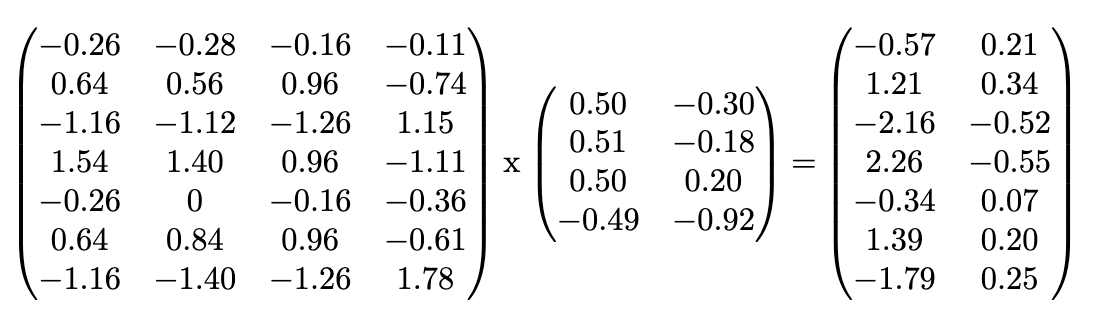 −0.26 −0.28 −0.16 −0.11
0.64 0.56 0.96 −0.74
−1.16 −1.12 −1.26 1.15
1.54 1.40 0.96 −1.11
−0.26 0 −0.16 −0.36
0.64 0.84 0.96 −0.61
−1.16 −1.40 −1.26 1.78
x
0.50 −0.30
0.51 −0.18
0.50 0.20
−0.49 −0.92
=
−0.57 0.21
1.21 0.34
−2.16 −0.52
2.26 −0.55
−0.34 0.07
1.39 0.20
−1.79 0.25